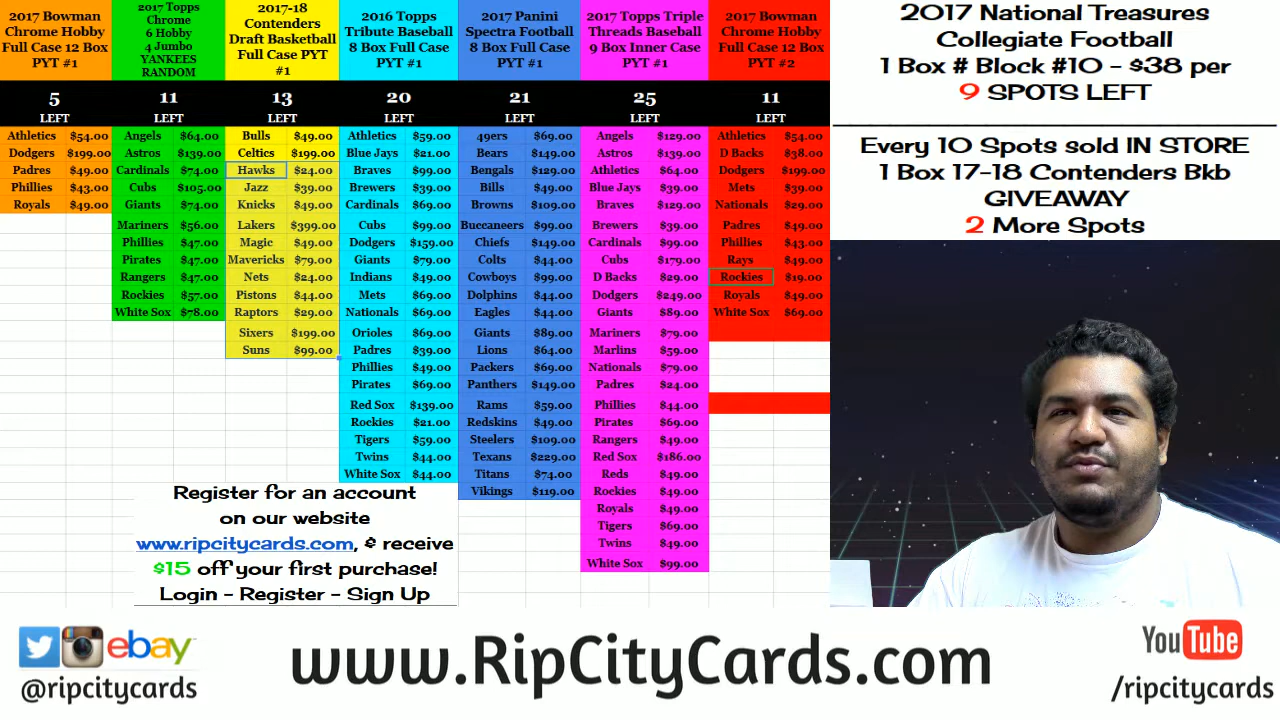 2017 Bowman
Chrome Hobby
Full Case 12 Box
PYT #1
5
LEFT
Athletics $54.00
Dodgers $199.00
Padres $49.00
Phillies $43.00
Royals $49.00
2017 Topps
Chrome
6 Hobby
4 Jumbo
YANKEES
RANDOM
11
LEFT
Angels $64.00
Astros $139.00
Cardinals $74.00
Cubs $105.00
Giants $74.00
Mariners $56.00
Phillies $47.00
Pirates $47.00
Rangers $47.00
Rockies $57.00
White Sox $78.00
2017-18
Contenders
Draft Basketball
Full Case PYT
#1
13
LEFT
Bulls $49.00
Celtics $199.00
Hawks $24.00
Jazz $39.00
Knicks $49.00
Lakers $399.00
Magic $49.00
Mavericks $79.00
Nets $24.00
Pistons $44.00
Raptors $29.00
Sixers $199.00
Suns $99.00
2016 Topps
Tribute Baseball
8 Box Full Case
PYT #1
20
LEFT
Athletics $59.00
Blue Jays $21.00
Braves $99.00
Brewers $39.00
Cardinals $69.00
Cubs $99.00
Dodgers $159.00
Giants $79.00
Indians $49.00
Mets $69.00
Nationals $69.00
Orioles $69.00
Padres $39.00
Phillies $49.00
Pirates $69.00
Red Sox $139.00
Rockies $21.00
Tigers $59.00
Twins $44.00
White Sox $44.00
2017 Panini
Spectra Football
8 Box Full Case
PYT #1
21
LEFT
49ers $69.00
Bears $149.00
Bengals $129.00
Bills $49.00
Browns $109.00
Buccaneers $99.00
Chiefs $149.00
Colts $44.00
Cowboys $99.00
Dolphins $44.00
Eagles $44.00
Giants $89.00
Lions $64.00
Packers $69.00
Panthers $149.00
Rams $59.00
Redskins $49.00
Steelers $109.00
Texans $229.00
Titans $74.00
Vikings $119.00
2017 Topps Triple
Threads Baseball
9 Box Inner Case
PYT #1
25
LEFT
Angels $129.00
Astros $139.00
Athletics $64.00
Blue Jays $39.00
Braves $129.00
Brewers $39.00
Cardinals $99.00
Cubs $179.00
D Backs $29.00
Dodgers $249.00
Giants $89.00
Mariners $79.00
Marlins $59.00
Nationals $79.00
Padres $24.00
Phillies $44.00
Pirates $69.00
Rangers $49.00
Red Sox $186.00
Reds $49.00
Rockies $49.00
Royals $49.00
Tigers $69.00
Twins $49.00
White Sox $99.00
2017 Bowman
Chrome Hobby
Full Case 12 Box
PYT #2
11
LEFT
Athletics $54.00
D Backs $38.00
Dodgers $199.00
Mets $39.00
Nationals $29.00
Padres $49.00
Phillies $43.00
Rays $49.00
Rockies $19.00
Royals $49.00
White Sox $69.00
2017 National Treasures
Collegiate Football
1 Box # Block #10 - $38 per
9 SPOTS LEFT
Every 10 Spots sold IN STORE
1 Box 17-18 Contenders Bkb
GIVEAWAY
2 More Spots
Register for an account
on our website
www.ripcitycards.com, & receive
$15 off your first purchase!
Login - Register - Sign Up
ebay
@ripcitycards
www.RipCityCards.com
YouTube
/ripcitycards